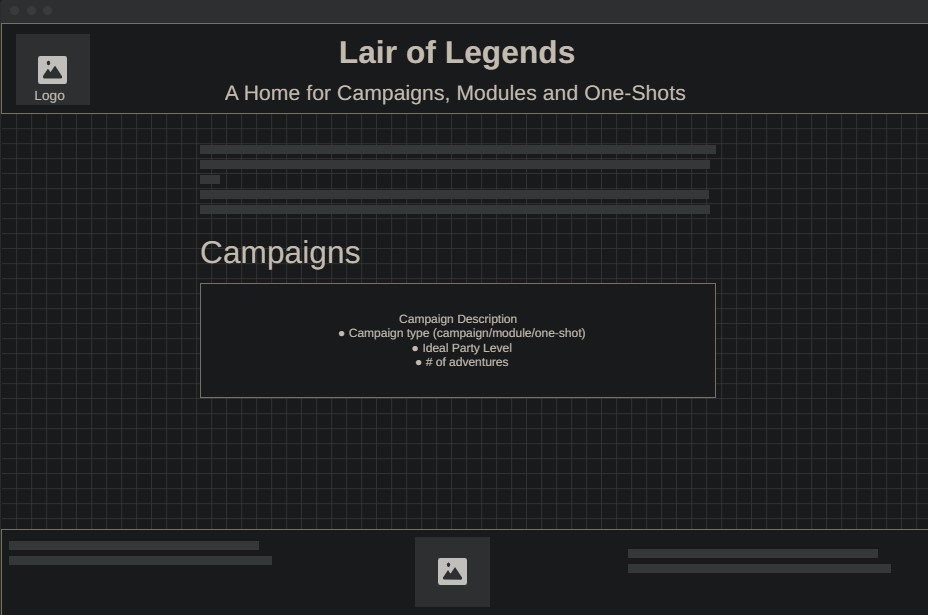 Lair of Legends
A Home for Campaigns, Modules and One-Shots
Logo
Campaigns
Campaign Description
● Campaign type (campaign/module/one-shot)
● Ideal Party Level
● # of adventures